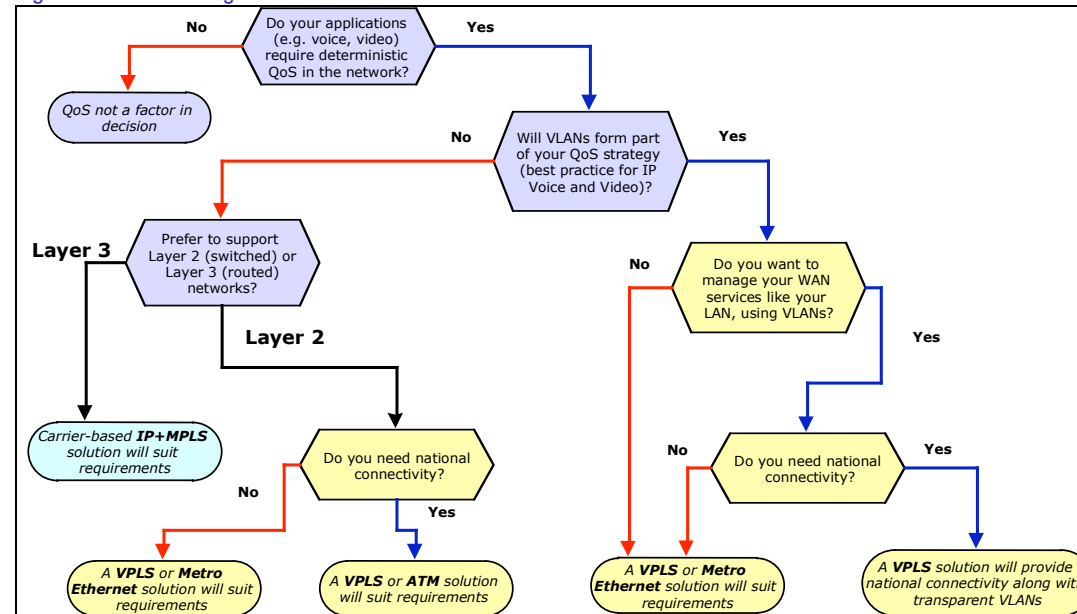 No
Do your applications
(e.g. voice, video)
require deterministic
QoS in the network?
Yes
QoS not a factor in
decision
No
Will VLANs form part
of your QoS strategy
(best practice for IP
Voice and Video)?
Yes
Layer 3
Prefer to support
Layer 2 (switched) or
Layer 3 (routed)
networks?
Layer 2
No
Do you want to
manage your WAN
services like your
LAN, using VLANs?
Yes
Carrier-based IP+MPLS
solution will suit
requirements
Do you need national
connectivity?
No
Yes
No
Do you need national
connectivity?
Yes
A VPLS or Metro
Ethernet solution will suit
requirements
A VPLS or ATM solution
will suit requirements
A VPLS or Metro
Ethernet solution will suit
requirements
A VPLS solution will provide
national connectivity along
transparent VLANs